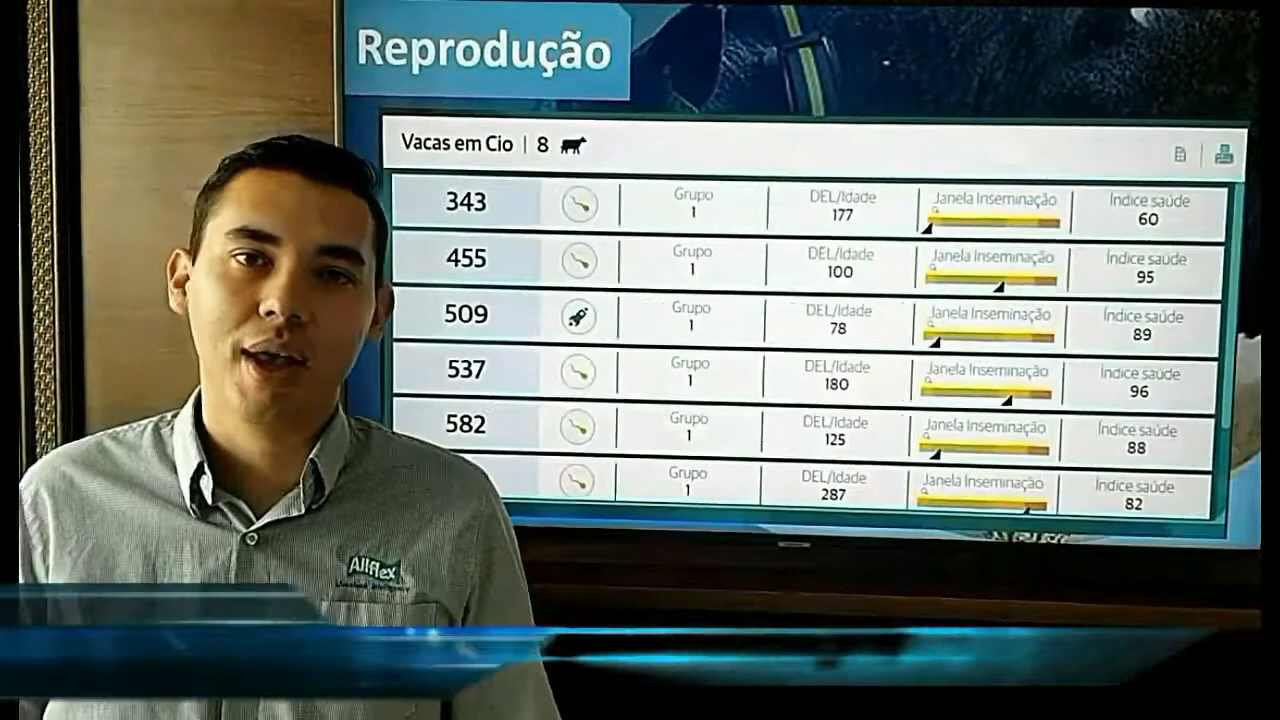 Reprodução
Vacas em Cio | 8
343 Grupo 1 DEL/Idade 177 Janela Inseminação Índice saúde 60
455 Grupo 1 DEL/Idade 100 Janela Inseminação Índice saúde 95
509 Grupo 1 DEL/Idade 78 Janela Inseminação Índice saúde 89
537 Grupo 1 DEL/Idade 180 Janela Inseminação Índice saúde 96
582 Grupo 1 DEL/Idade 125 Janela Inseminação Índice saúde 88
Grupo 1 DEL/Idade 287 Janela Inseminação Índice saúde 82
Allflex